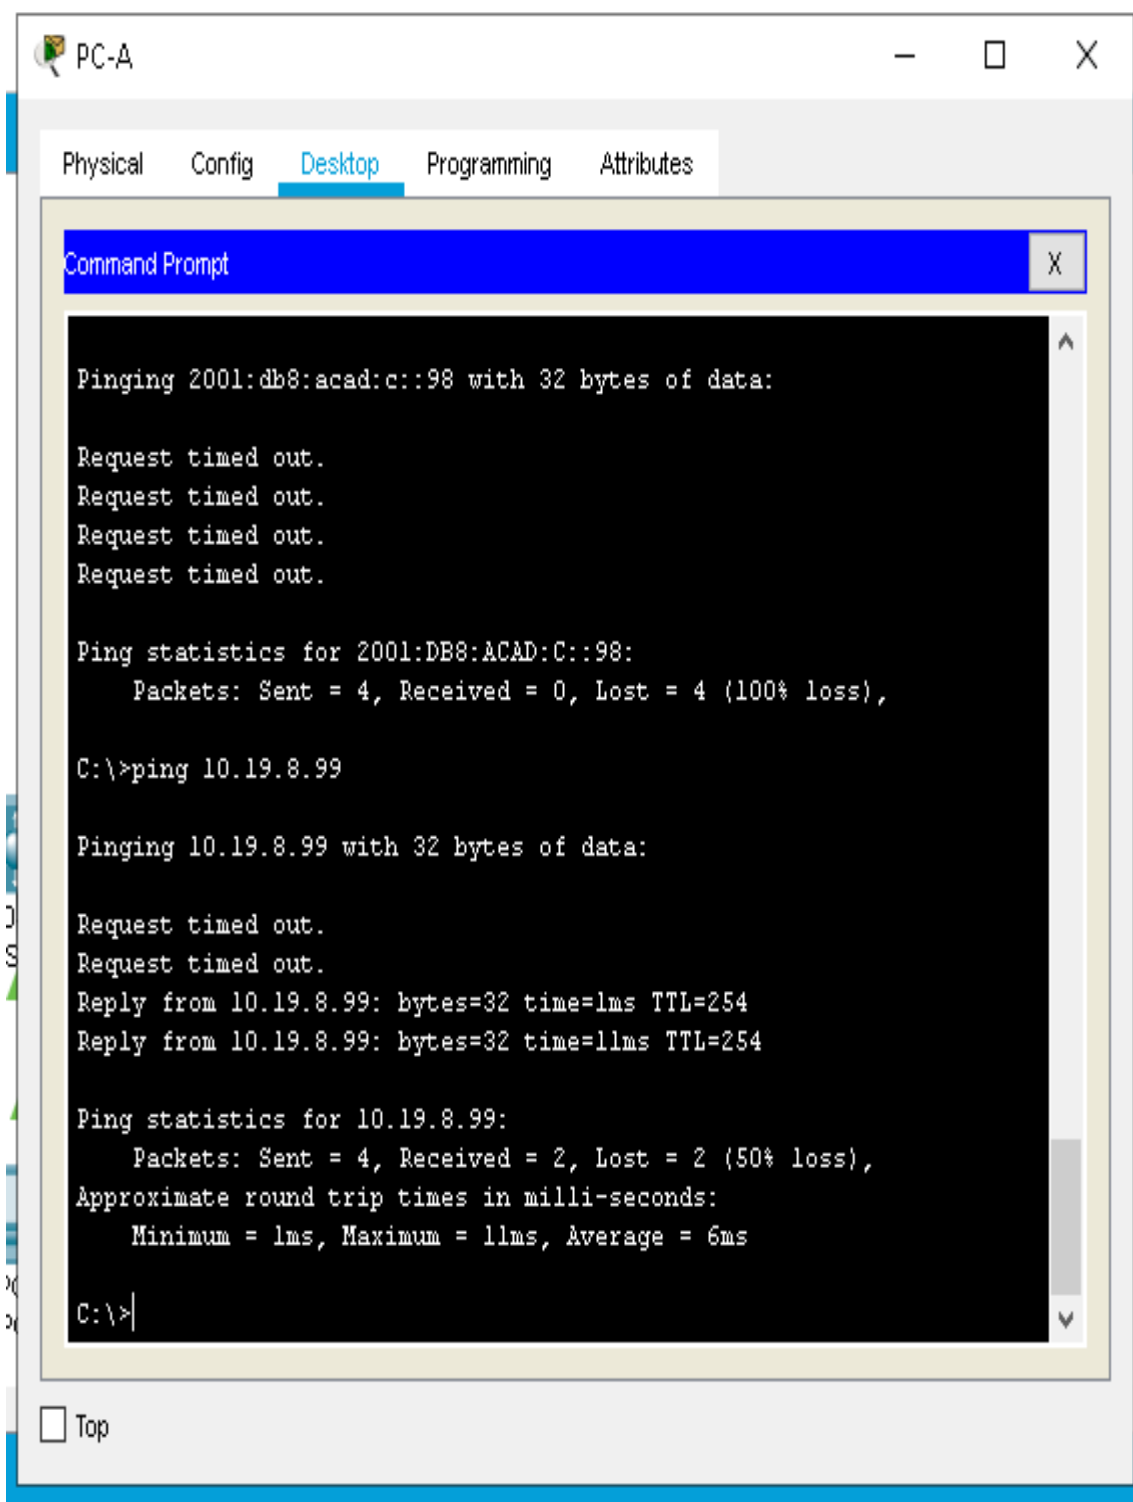 PC-A
Physical Config Desktop Programming Attributes
Command Prompt X
Pinging 2001:db8:acad:c::98 with 32 bytes of data:
Request timed out.
Request timed out.
Request timed out.
Request timed out.
Ping statistics for 2001:DB8:ACAD:C::98:
Packets: Sent = 4, Received = 0, Lost = 4 (100% loss),
C:\>ping 10.19.8.99
Pinging 10.19.8.99 with 32 bytes of data:
Request timed out.
Request timed out.
Reply from 10.19.8.99: bytes=32 time=1ms TTL=254
Reply from 10.19.8.99: bytes=32 time=11ms TTL=254
Ping statistics for 10.19.8.99:
Packets: Sent = 4, Received = 2, Lost = 2 (50% loss),
Approximate round trip times in milli-seconds:
Minimum = 1ms, Maximum = 11ms, Average = 6ms
C:\>
Top